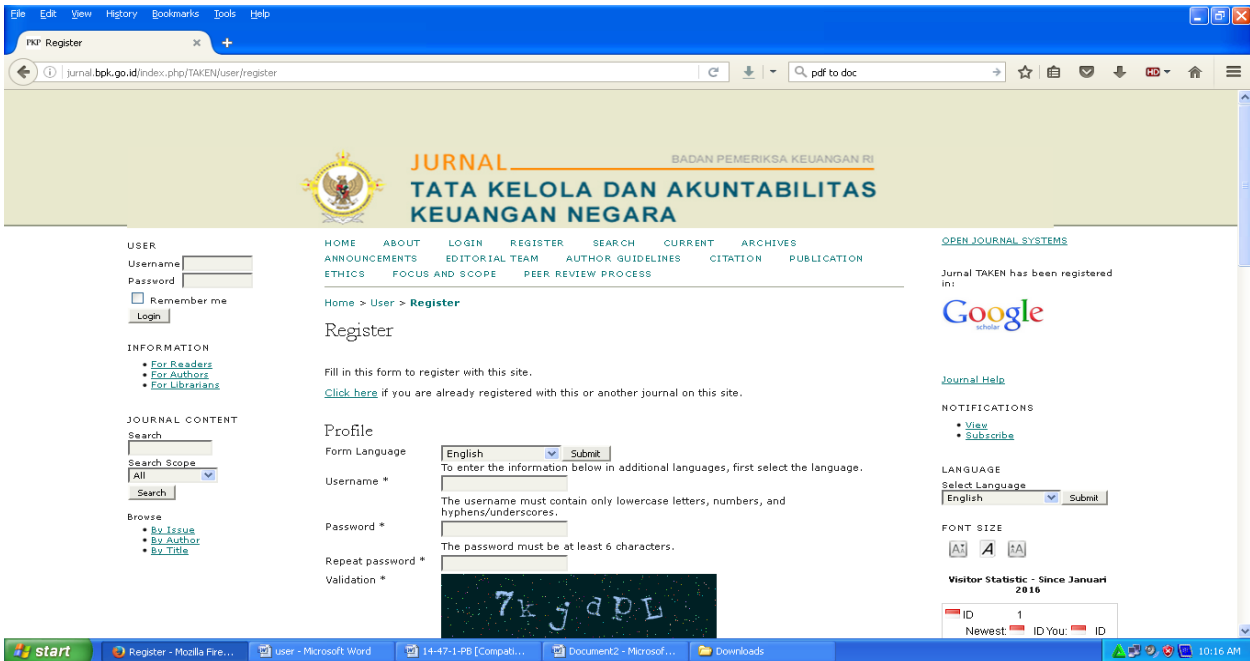 File Edit View History Bookmarks Tools Help
PKP Register
jurnal.bpk.go.id/index.php/TAKEN/user/register
pdf to doc
HD
JURNAL
BADAN PEMERIKSA KEUANGAN RI
TATA KELOLA DAN AKUNTABILITAS
KEUANGAN NEGARA
USER
Username
Password
Remember me
Login
INFORMATION
For Readers
For Authors
For Librarians
JOURNAL CONTENT
Search
Search Scope
All
Search
Browse
By Issue
By Author
By Title
HOME ABOUT LOGIN REGISTER SEARCH CURRENT ARCHIVES
ANNOUNCEMENTS EDITORIAL TEAM AUTHOR GUIDELINES CITATION PUBLICATION
ETHICS FOCUS AND SCOPE PEER REVIEW PROCESS
Home > User > Register
Register
Fill in this form to register with this site.
Click here if you are already registered with this or another journal on this site.
Profile
Form Language English Submit
To enter the information below in additional languages, first select the language.
Username *
The username must contain only lowercase letters, numbers, and
hyphens/underscores.
Password *
The password must be at least 6 characters.
Repeat password *
Validation *
7kjdpL
OPEN JOURNAL SYSTEMS
Jurnal TAKEN has been registered
in:
Google
scholar
Journal Help
NOTIFICATIONS
View
Subscribe
LANGUAGE
Select Language
English Submit
FONT SIZE
A A A
Visitor Statistic - Since Januari
2016
ID 1
Newest: ID You: ID
start
Register - Mozilla Fire...
user - Microsoft Word
14-47-1-PB [Compati...
Document2 - Microsof...
Downloads
10:16 AM